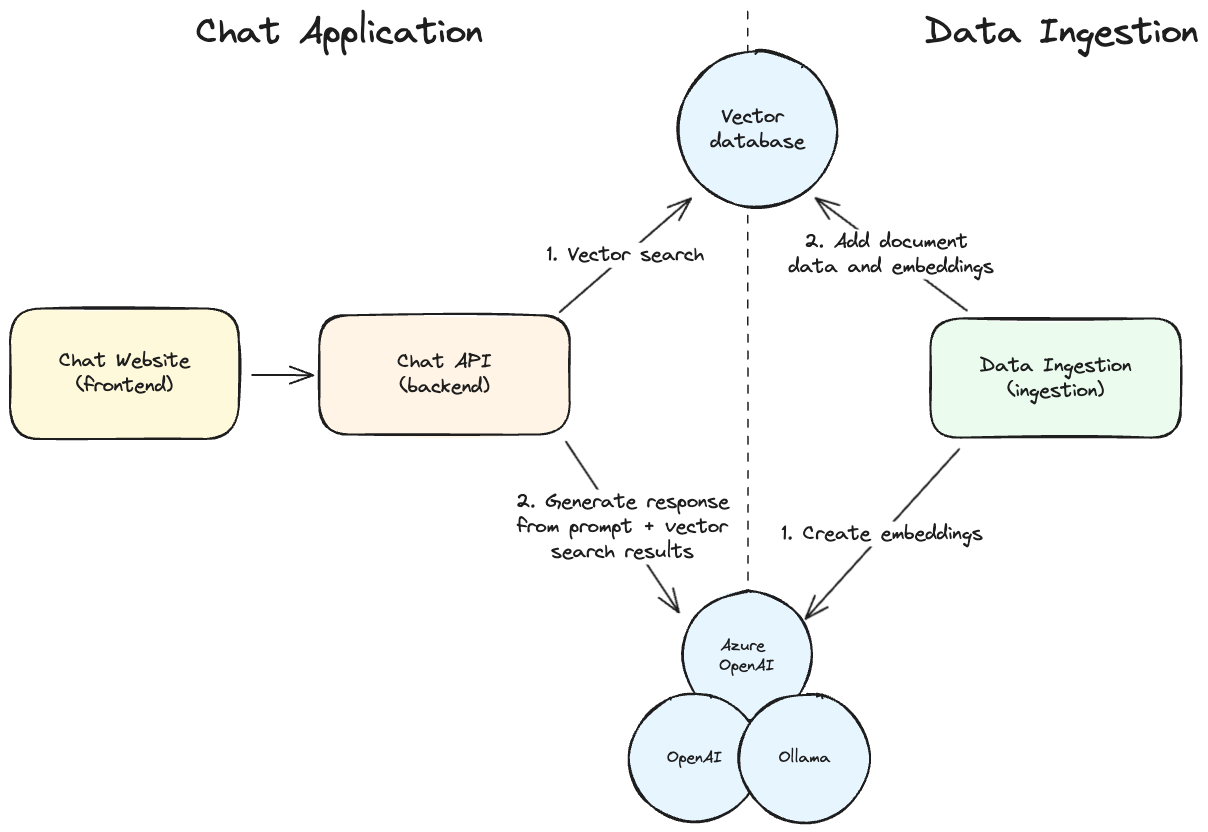 Chat Application
Data Ingestion
Vector
database
1. Vector search
2. Add document
data and embeddings
Chat Website
(frontend)
Chat API
(backend)
Data Ingestion
(ingestion)
2. Generate response
from prompt + vector
search results
1. Create embeddings
Azure
OpenAI
OpenAI
Ollama